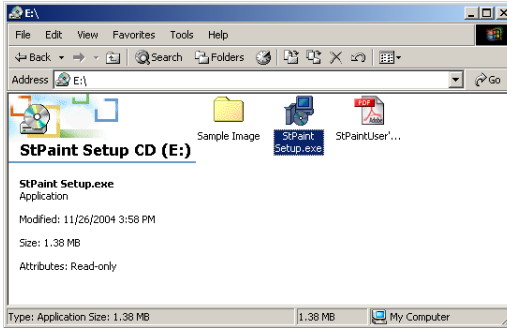 E:\
File Edit View Favorites Tools Help
Back Search Folders
Address E:\ Go
StPaint Setup CD (E:)
StPaint Setup.exe
Application
Modified: 11/26/2004 3:58 PM
Size: 1.38 MB
Attributes: Read-only
Sample Image
StPaint
Setup.exe
PDF
Adobe
StPaintUser'...
Type: Application Size: 1.38 MB 1.38 MB My Computer